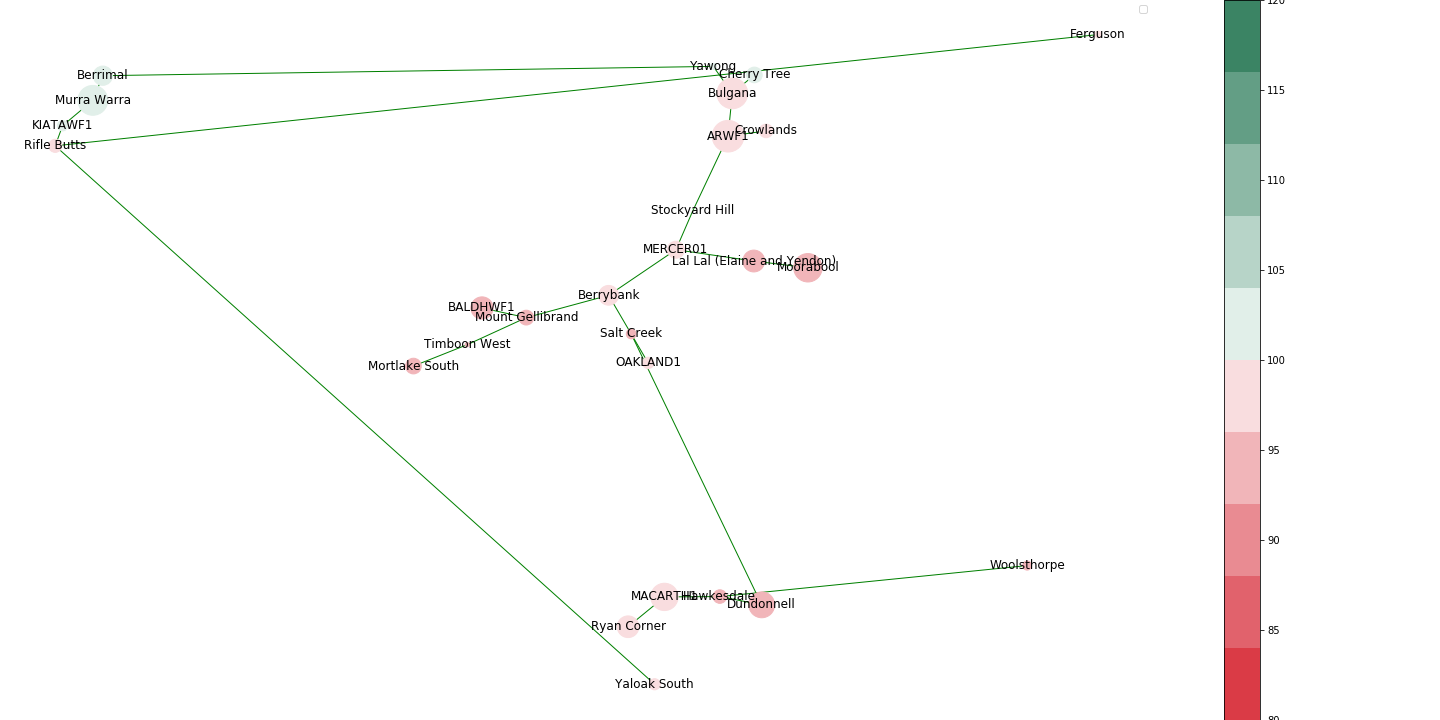 120
Ferguson
Yawong
Berrimal
Cherry Tree
115
Bulgana
Murra Warra
KIATAWF1
Crowlands
ARWF1
Rifle Butts
110
Stockyard Hill
MERCER01
Lal Lal (Elaine and Yendon)
Moorabool
105
Berrybank
BALDHWF1
Mount Gellibrand
Salt Creek
Timboon West
100
OAKLAND1
Mortlake South
95
90
Woolsthorpe
MACARTH1
Hawkesdale
Dundonnell
Ryan Corner
85
Yaloak South
80